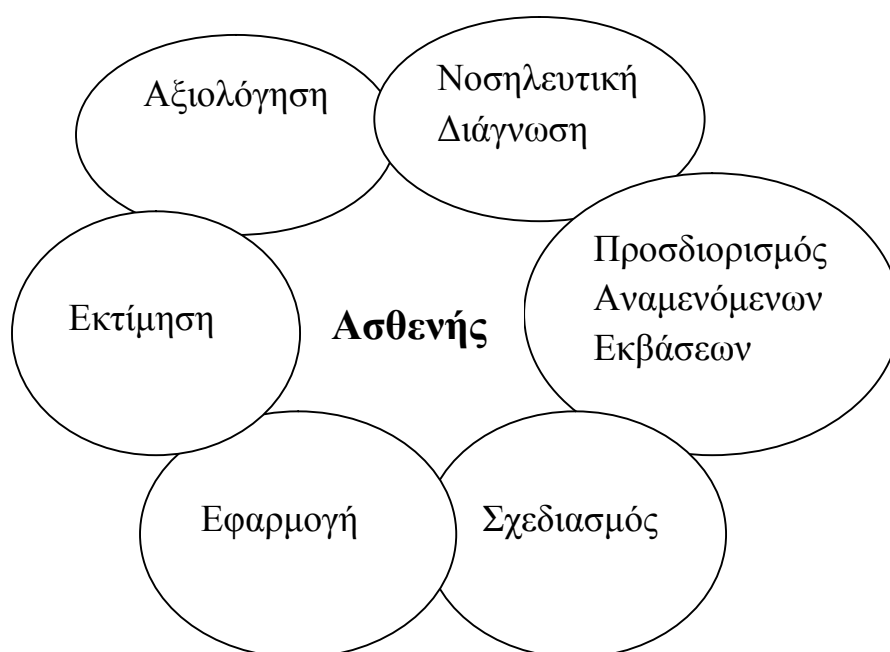 Αξιολόγηση
Νοσηλευτική
Διάγνωση
Προσδιορισμός
Αναμενόμενων
Εκβάσεων
Εκτίμηση
Ασθενής
Εφαρμογή
Σχεδιασμός